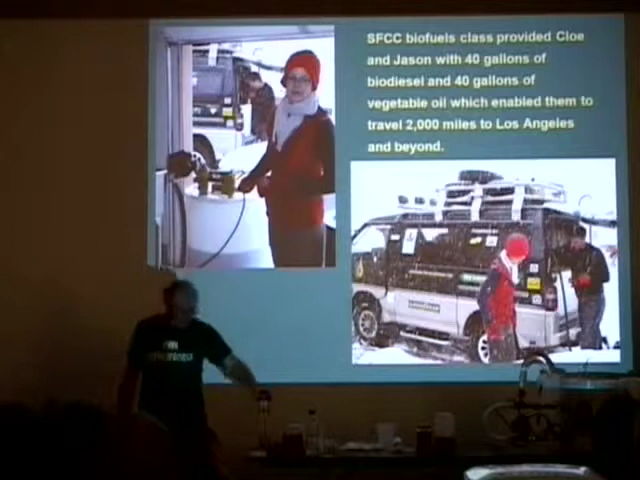 SFCC biofuels class provided Cloe
and Jason with 40 gallons of
biodiesel and 40 gallons of
vegetable oil which enabled them to
travel 2,000 miles to Los Angeles
and beyond.